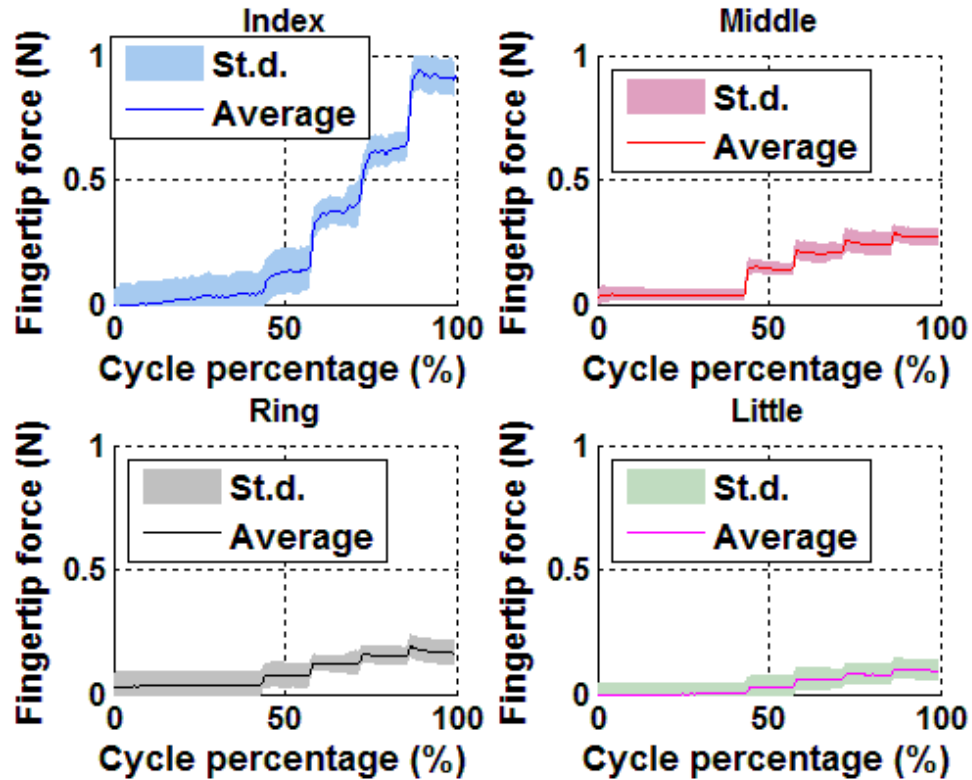 Index
Fingertip force (N)
1
0.5
0
St.d.
Average
0
50
100
Cycle percentage (%)
Middle
Fingertip force (N)
1
0.5
0
St.d.
Average
0
50
100
Cycle percentage (%)
Ring
Fingertip force (N)
1
0.5
0
St.d.
Average
0
50
100
Cycle percentage (%)
Little
Fingertip force (N)
1
0.5
0
St.d.
Average
0
50
100
Cycle percentage (%)